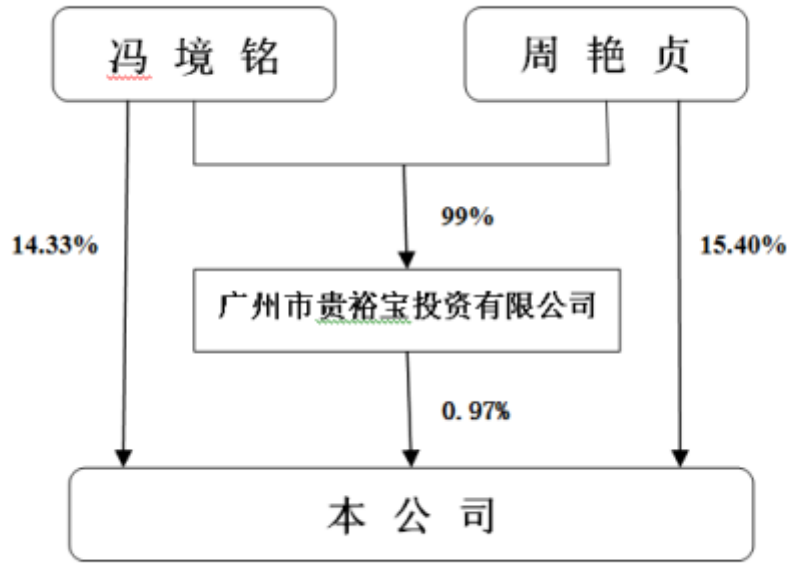 冯 境 铭
周 艳 贞
99%
14.33%
15.40%
广州市贵裕宝投资有限公司
0.97%
本 公 司